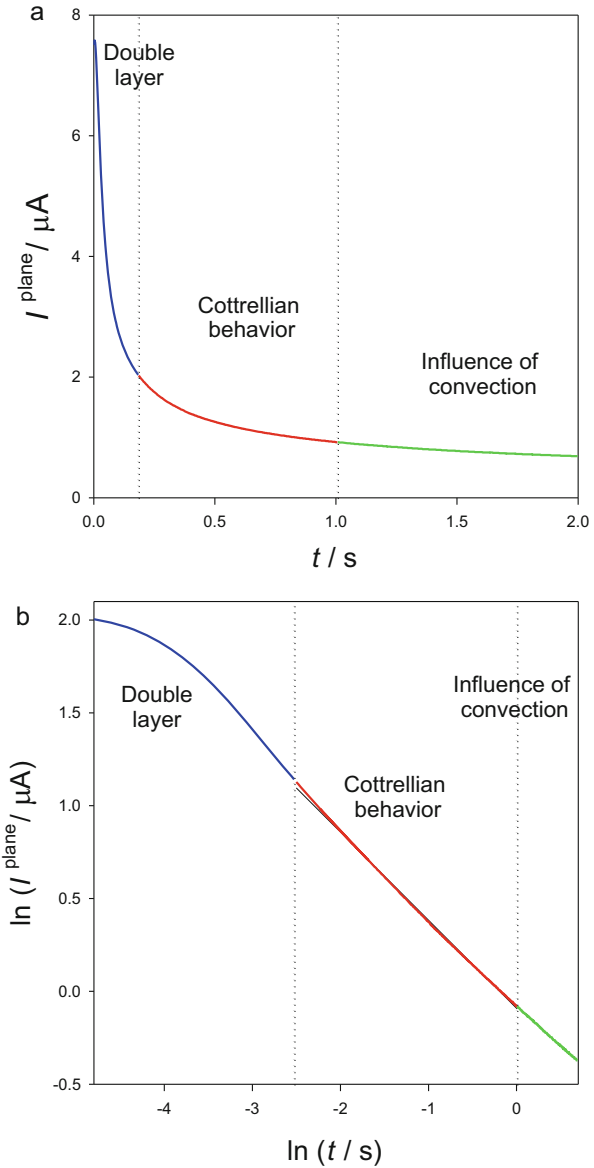 a
8
6
4
2
0
I plane / μA
Double
layer
Cottrellian
behavior
Influence of
convection
0.0 0.5 1.0 1.5 2.0
t / s
b
2.0
1.5
1.0
0.5
0.0
-0.5
ln (I plane / μA)
Double
layer
Influence of
convection
Cottrellian
behavior
-4 -3 -2 -1 0
ln (t / s)